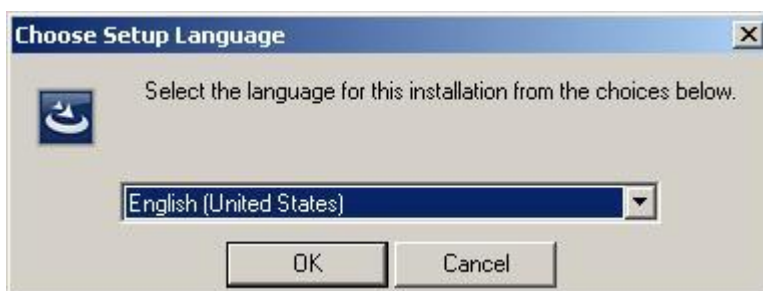 Choose Setup Language
Select the language for this installation from the choices below.
English (United States)
OK
Cancel